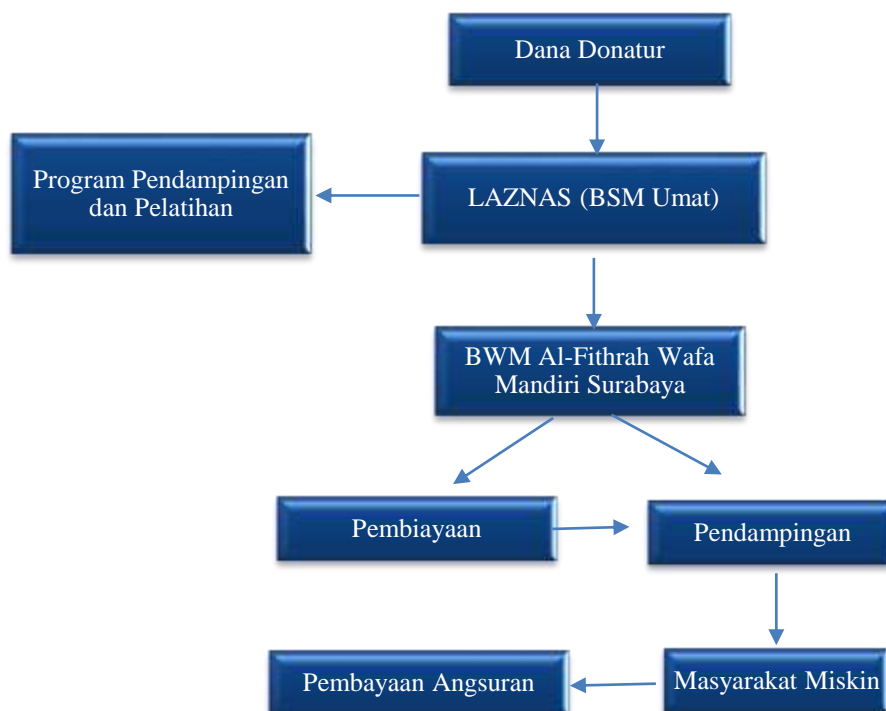 Dana Donatur
Program Pendampingan
dan Pelatihan
LAZNAS (BSM Umat)
BWM Al-Fithrah Wafa
Mandiri Surabaya
Pembiayaan
Pendampingan
Pembayaan Angsuran
Masyarakat Miskin